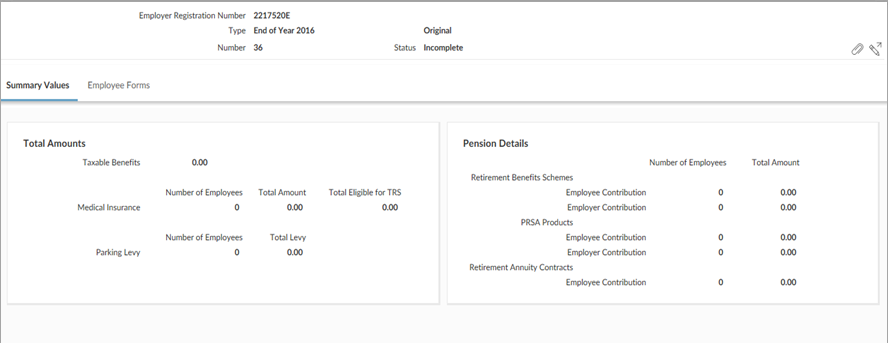 Employer Registration Number 2217520E
Type End of Year 2016 Original
Number 36 Status Incomplete
Summary Values Employee Forms
Total Amounts
Taxable Benefits 0.00
Number of Employees Total Amount Total Eligible for TRS
Medical Insurance 0 0.00 0.00
Number of Employees Total Levy
Parking Levy 0 0.00
Pension Details
Number of Employees Total Amount
Retirement Benefits Schemes
Employee Contribution 0 0.00
Employer Contribution 0 0.00
PRSA Products
Employee Contribution 0 0.00
Employer Contribution 0 0.00
Retirement Annuity Contracts
Employee Contribution 0 0.00